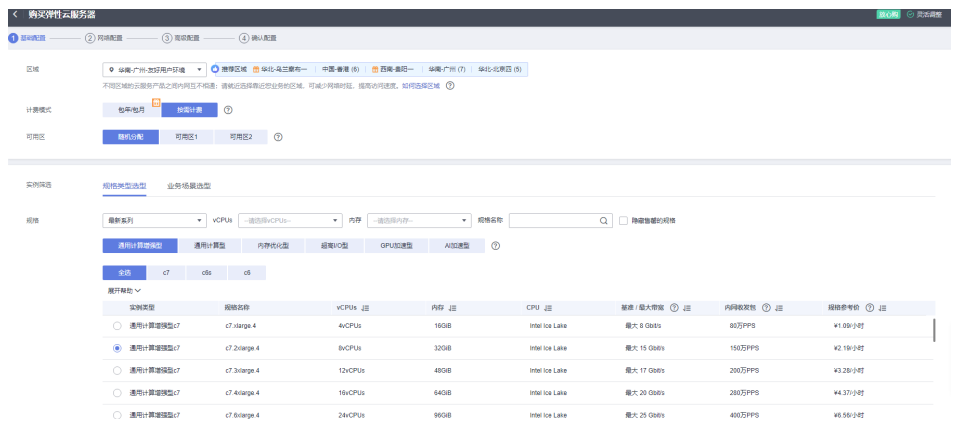 购买弹性云服务器
放心购 灵活调整
1 基础配置 2 网络配置 3 高级配置 4 确认配置
区域 华南-广州-友好用户环境 推荐区域 华北-乌兰察布一 中国-香港 (6) 西南-贵阳一 华南-广州 (7) 华北-北京四 (5)
不同区域的云服务产品之间内网互不相通；请就近选择靠近您业务的区域，可减少网络时延，提高访问速度。如何选择区域
计费模式 包年/包月 按需计费
可用区 随机分配 可用区1 可用区2
实例筛选 规格类型选型 业务场景选型
规格 最新系列 vCPUs --请选择vCPUs-- 内存 --请选择内存-- 规格名称 隐藏售罄的规格
通用计算增强型 通用计算型 内存优化型 超高I/O型 GPU加速型 AI加速型
全选 c7 c6s c6
展开帮助
实例类型 规格名称 vCPUs 内存 CPU 基准 / 最大带宽 内网收发包 规格参考价
通用计算增强型c7 c7.xlarge.4 4vCPUs 16GiB Intel Ice Lake 最大 8 Gbit/s 80万PPS ¥1.09/小时
通用计算增强型c7 c7.2xlarge.4 8vCPUs 32GiB Intel Ice Lake 最大 15 Gbit/s 150万PPS ¥2.19/小时
通用计算增强型c7 c7.3xlarge.4 12vCPUs 48GiB Intel Ice Lake 最大 17 Gbit/s 200万PPS ¥3.28/小时
通用计算增强型c7 c7.4xlarge.4 16vCPUs 64GiB Intel Ice Lake 最大 20 Gbit/s 280万PPS ¥4.37/小时
通用计算增强型c7 c7.6xlarge.4 24vCPUs 96GiB Intel Ice Lake 最大 25 Gbit/s 400万PPS ¥6.56/小时